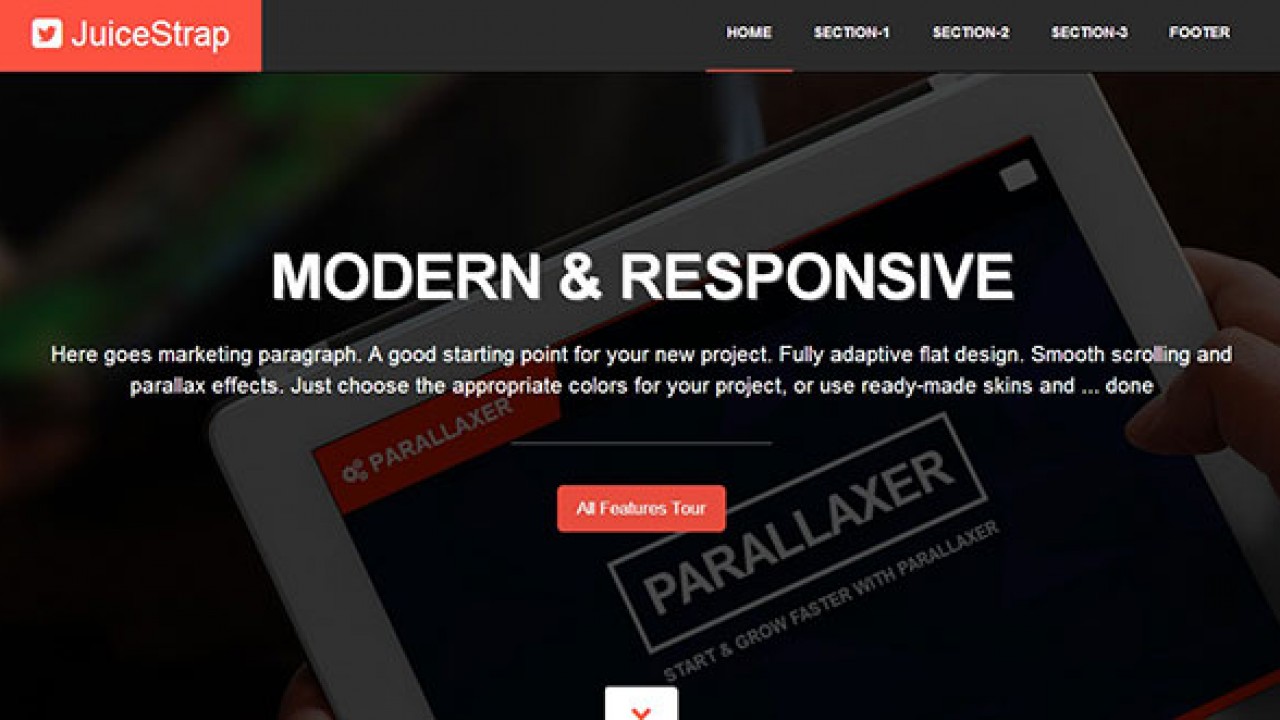 JuiceStrap
HOME SECTION-1 SECTION-2 SECTION-3 FOOTER
MODERN & RESPONSIVE
Here goes marketing paragraph. A good starting point for your new project. Fully adaptive flat design. Smooth scrolling and
parallax effects. Just choose the appropriate colors for your project, or use ready-made skins and ... done
PARALLAXER
All Features Tour
PARALLAXER
START & GROW FASTER WITH PARALLAXER